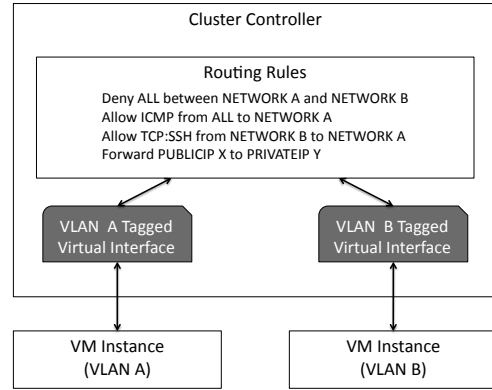 Cluster Controller
Routing Rules
Deny ALL between NETWORK A and NETWORK B
Allow ICMP from ALL to NETWORK A
Allow TCP:SSH from NETWORK B to NETWORK A
Forward PUBLICIP X to PRIVATEIP Y
VLAN A Tagged
Virtual Interface
VLAN B Tagged
Virtual Interface
VM Instance
(VLAN A)
VM Instance
(VLAN B)